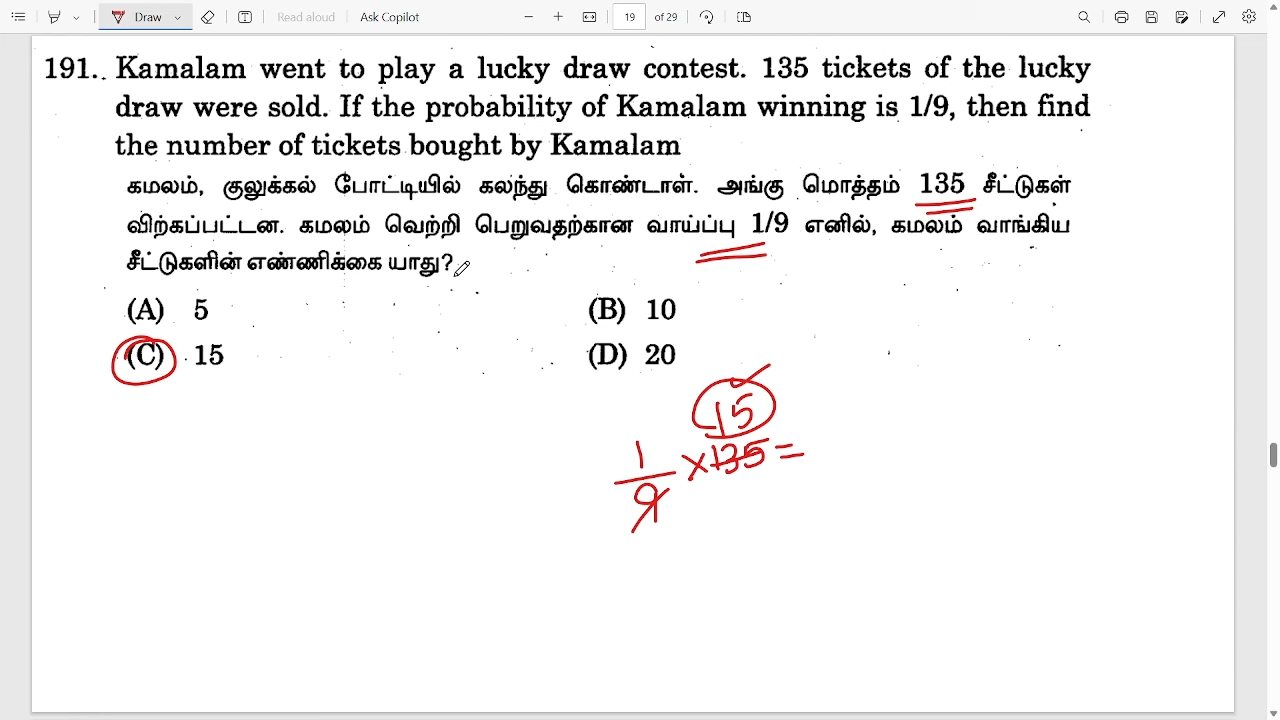 Draw
Read aloud
Ask Copilot
19
of 29
191. Kamalam went to play a lucky draw contest. 135 tickets of the lucky
draw were sold. If the probability of Kamalam winning is 1/9, then find
the number of tickets bought by Kamalam
கமலம், குலுக்கல் போட்டியில் கலந்து கொண்டாள். அங்கு மொத்தம் 135 சீட்டுகள்
விற்கப்பட்டன. கமலம் வெற்றி பெறுவதற்கான வாய்ப்பு 1/9 எனில், கமலம் வாங்கிய
சீட்டுகளின் எண்ணிக்கை யாது?
(A) 5
(B) 10
(C) 15
(D) 20
15
1/9 × 135 =